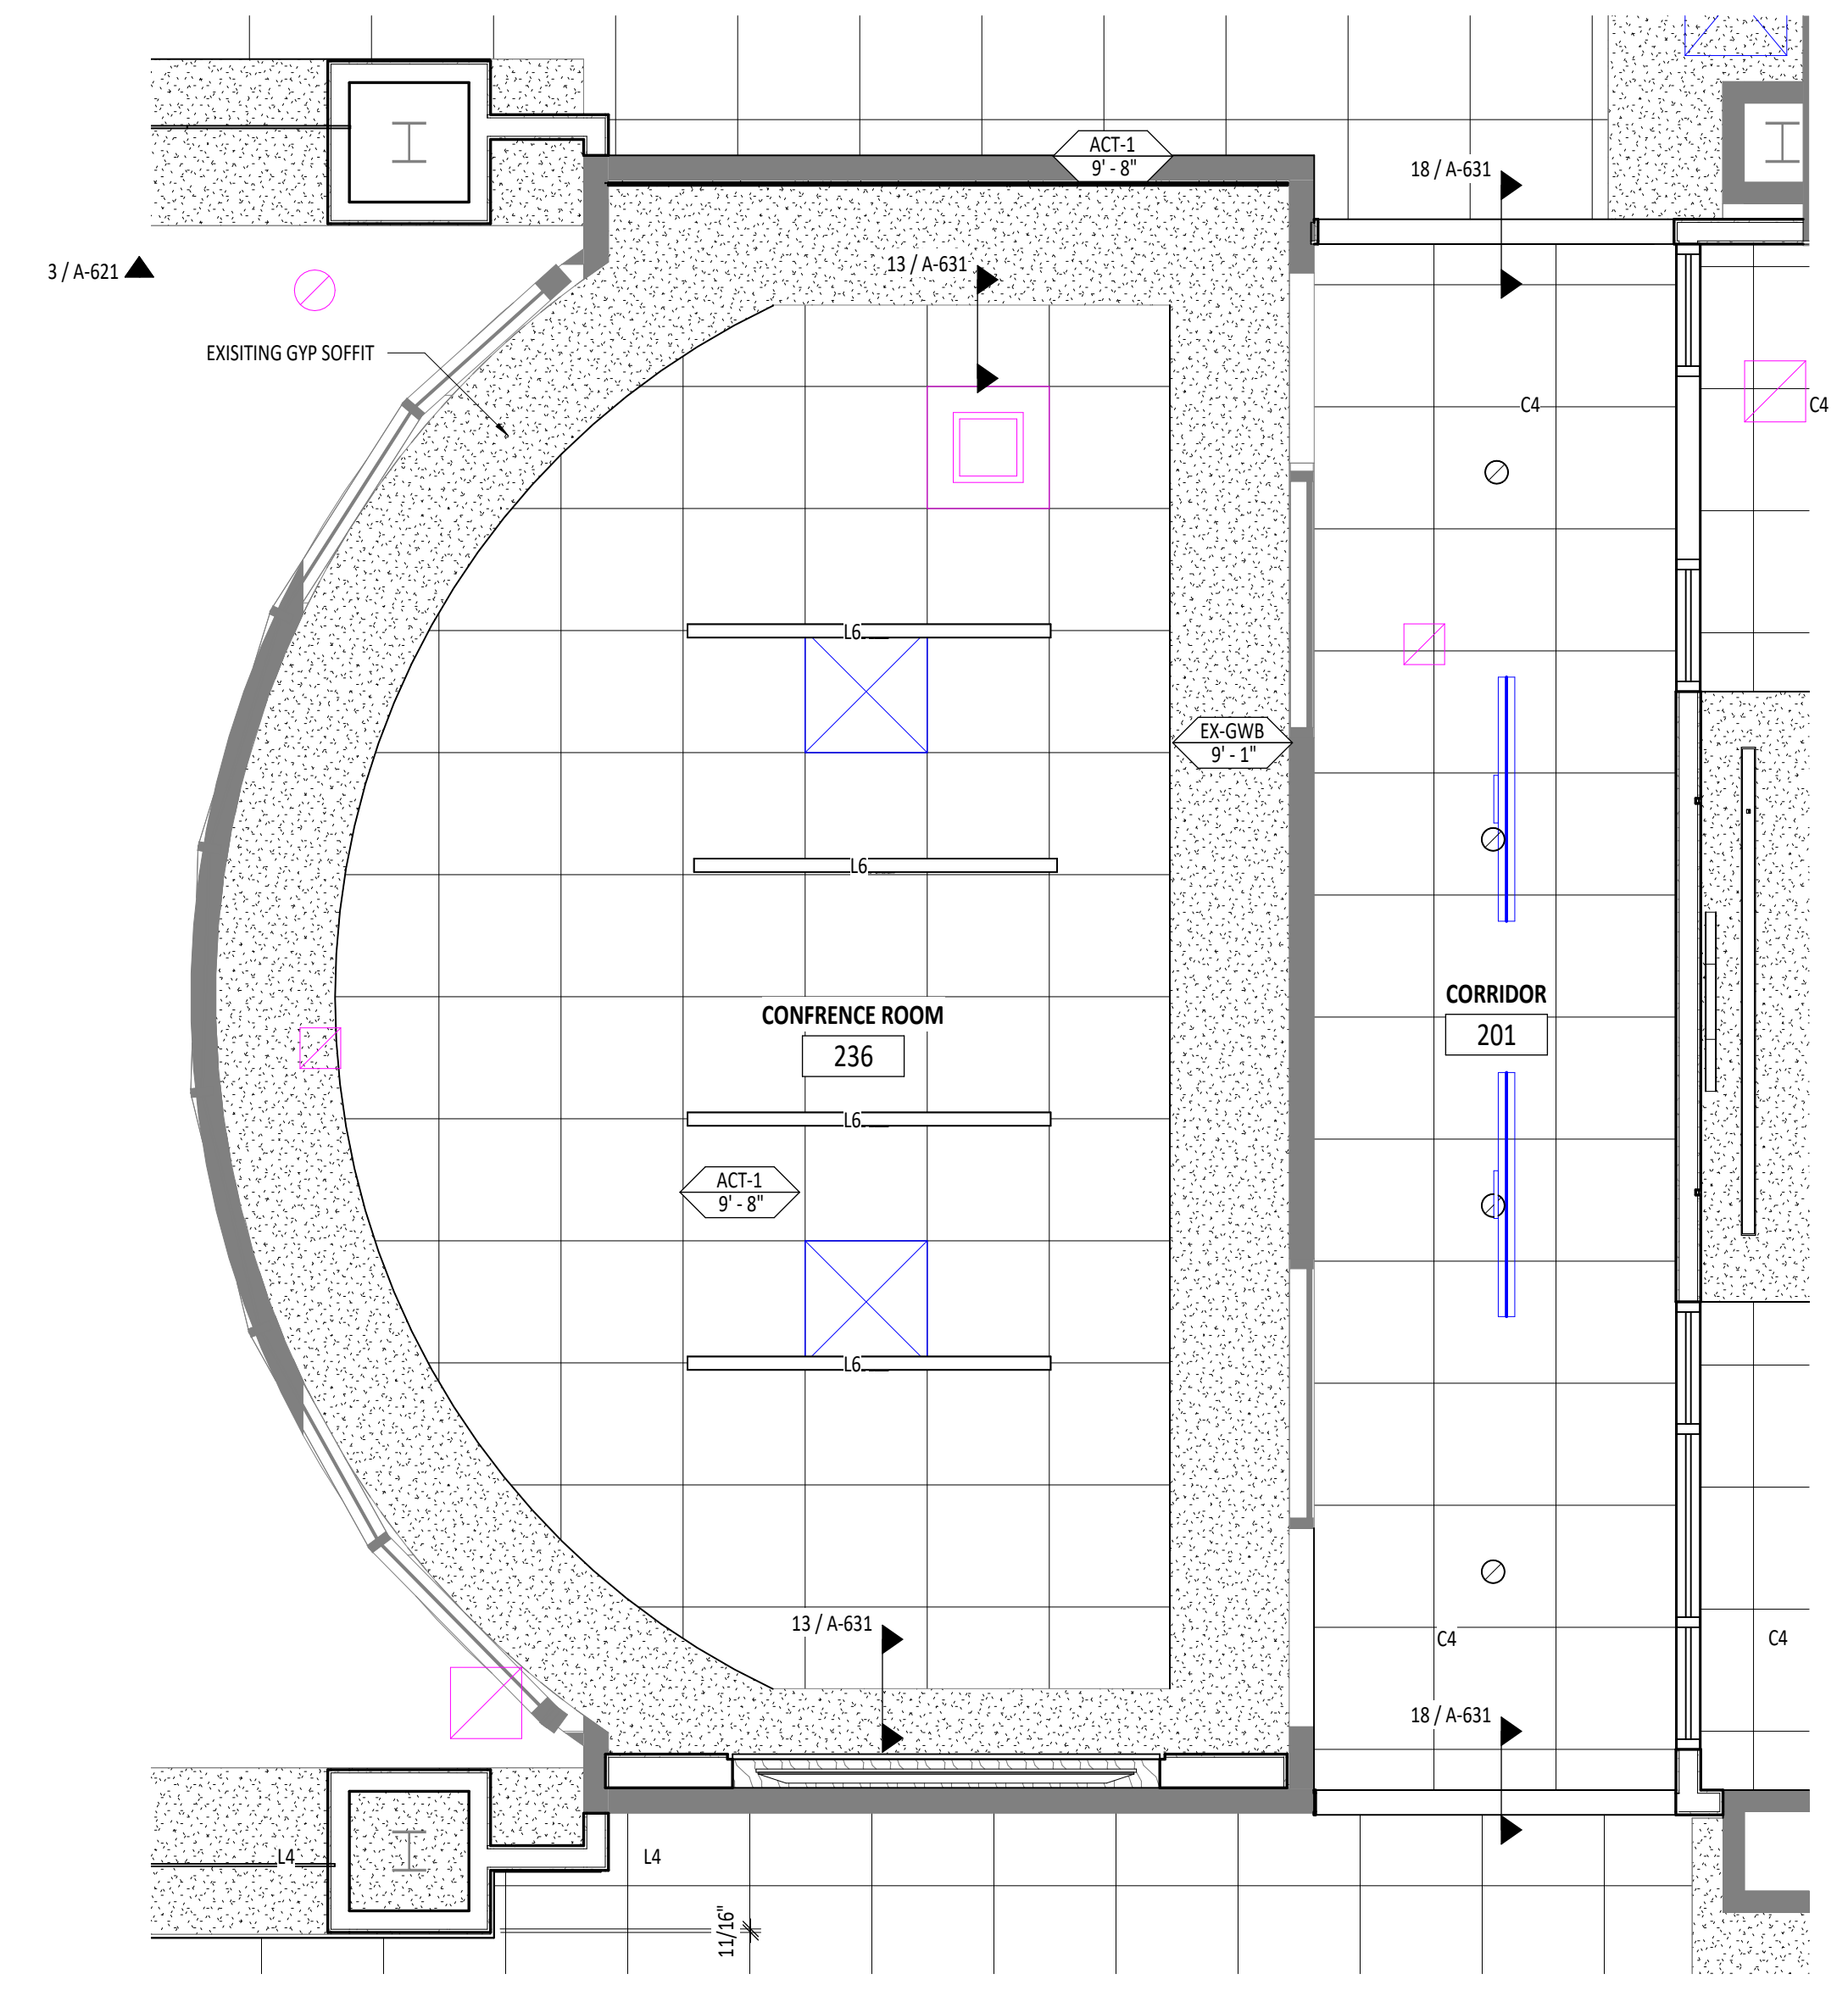 ACT-1
9' - 8"
18 / A-631
13 / A-631
3 / A-621
EXISITING GYP SOFFIT
C4
C4
L6
EX-GWB
9' - 1"
L6
CONFRENCE ROOM
236
CORRIDOR
201
L6
ACT-1
9' - 8"
L6
13 / A-631
C4
C4
18 / A-631
L4
L4
11/16"